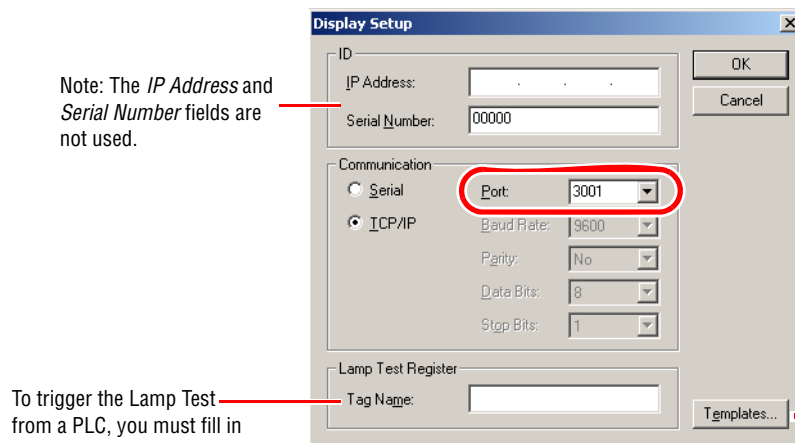 Display Setup
ID
OK
Note: The IP Address and
Serial Number fields are
not used.
IP Address: . . .
Cancel
Serial Number: 00000
Communication
Serial
Port: 3001
TCP/IP
Baud Rate: 9600
Parity: No
Data Bits: 8
Stop Bits: 1
Lamp Test Register
To trigger the Lamp Test
from a PLC, you must fill in
Tag Name:
Templates...